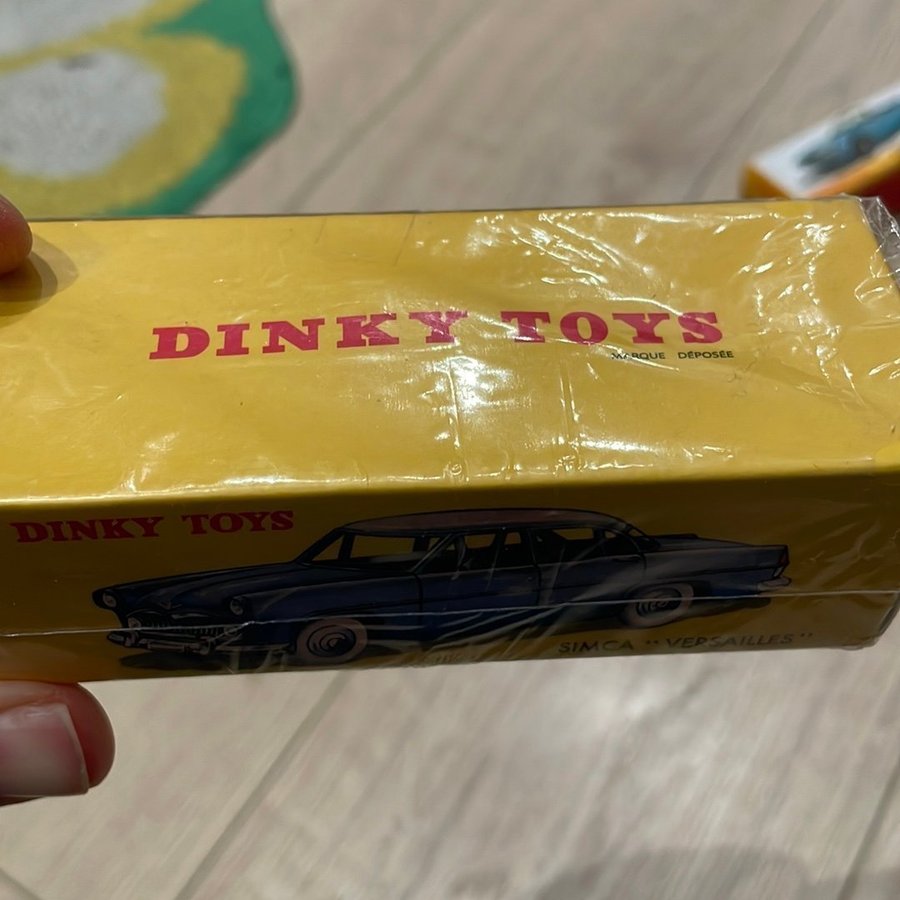 DINKY TOYS
MARQUE DÉPOSÉE
DINKY TOYS
SIMCA "VERSAILLES"